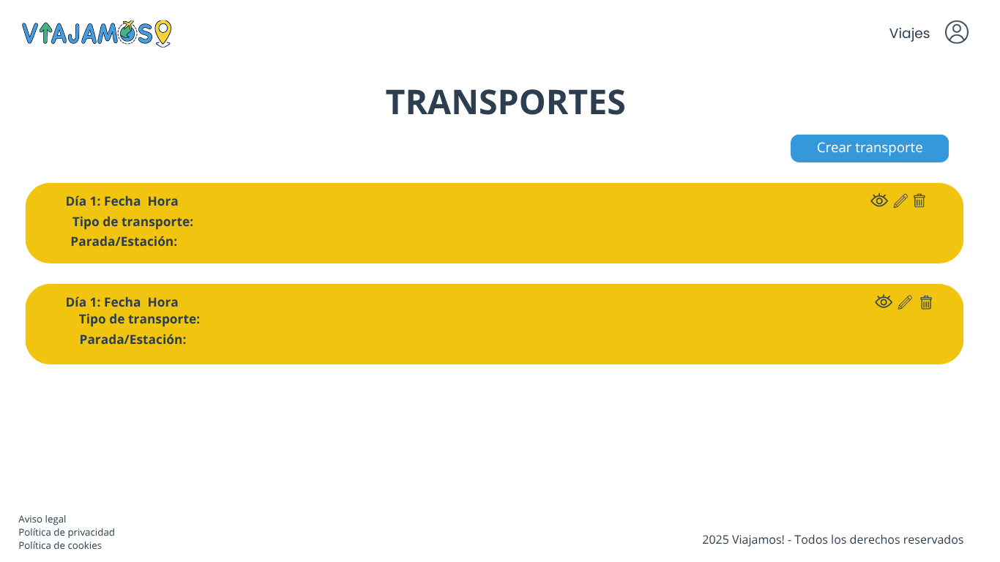 VIAJAMOS!
Viajes
TRANSPORTES
Crear transporte
Día 1: Fecha Hora
Tipo de transporte:
Parada/Estación:
Día 1: Fecha Hora
Tipo de transporte:
Parada/Estación:
Aviso legal
Política de privacidad
Política de cookies
2025 Viajamos! - Todos los derechos reservados